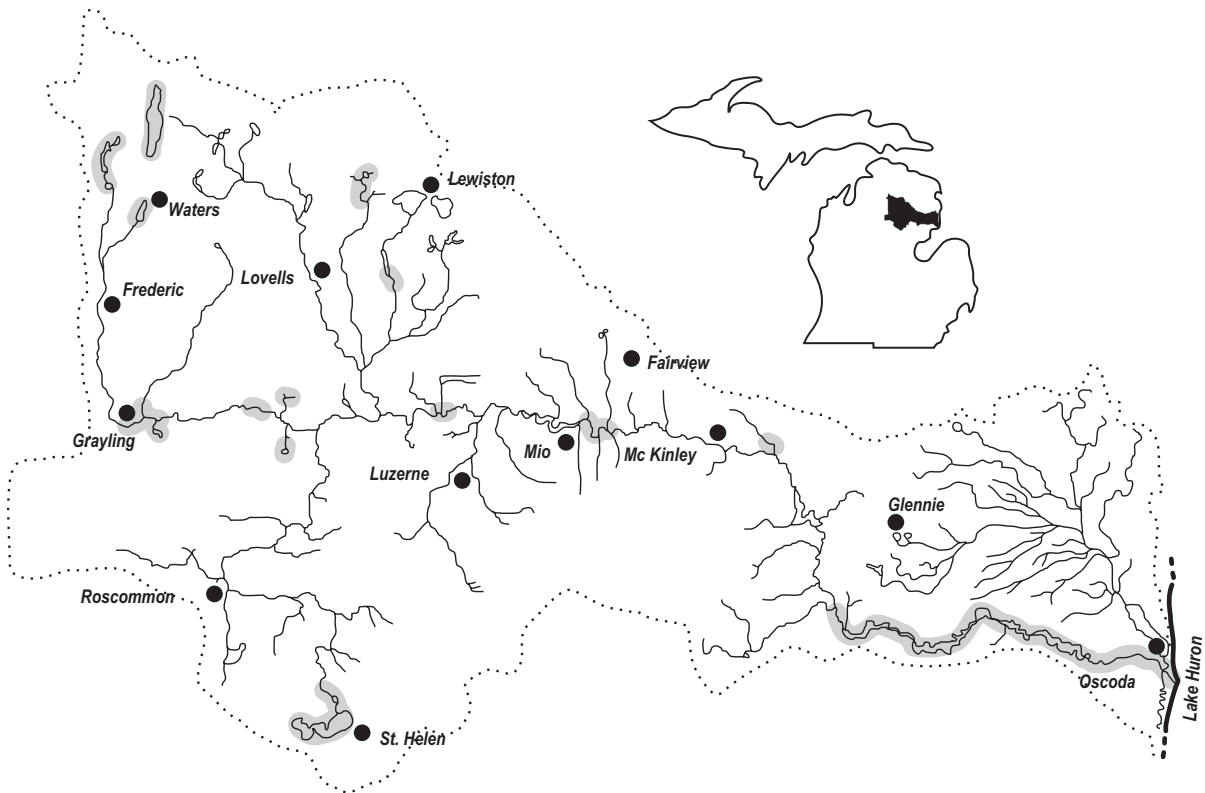 Lewiston
Waters
Lovells
Frederic
Fairview
Grayling
Mio
Mc Kinley
Luzerne
Glennie
Roscommon
Oscoda
Lake Huron
St. Helen